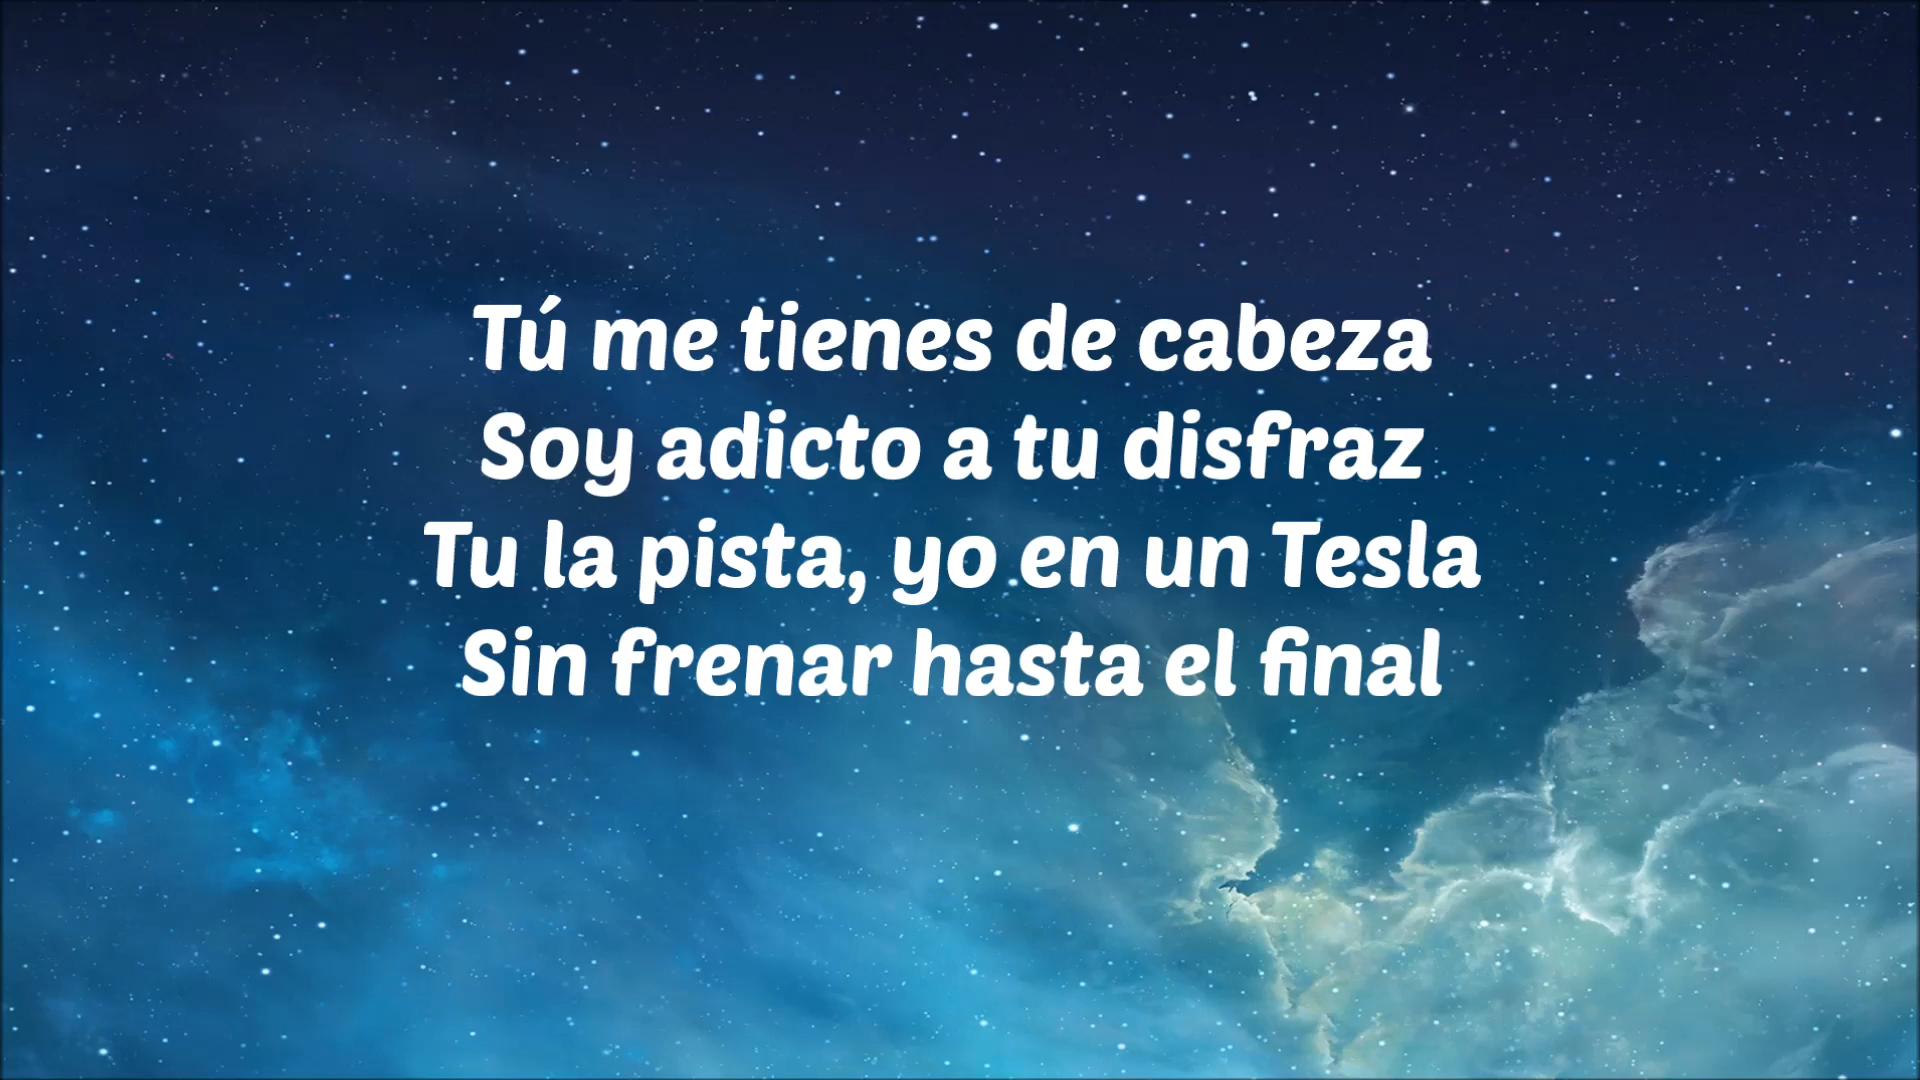 Tú me tienes de cabeza
Soy adicto a tu disfraz
Tu la pista, yo en un Tesla
Sin frenar hasta el final